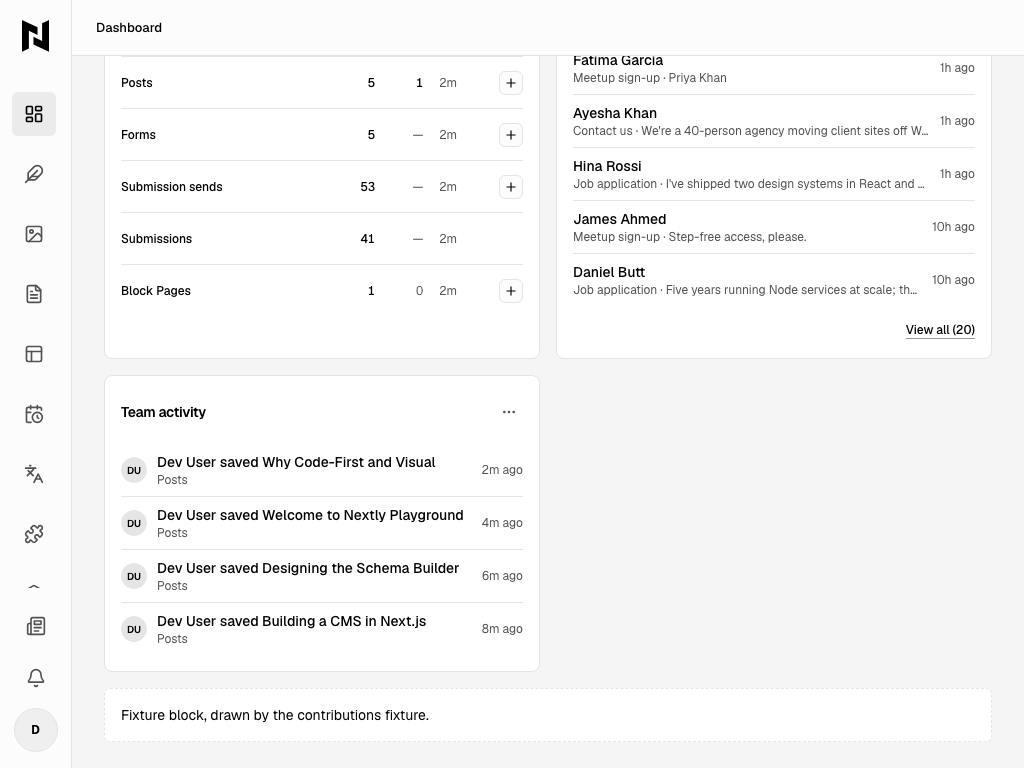 Dashboard
Posts 5 1 2m
Forms 5 — 2m
Submission sends 53 — 2m
Submissions 41 — 2m
Block Pages 1 0 2m
Fatima Garcia
Meetup sign-up · Priya Khan
1h ago
Ayesha Khan
Contact us · We're a 40-person agency moving client sites off W…
1h ago
Hina Rossi
Job application · I've shipped two design systems in React and …
1h ago
James Ahmed
Meetup sign-up · Step-free access, please.
10h ago
Daniel Butt
Job application · Five years running Node services at scale; th…
10h ago
View all (20)
Team activity
DU Dev User saved Why Code-First and Visual
Posts
2m ago
DU Dev User saved Welcome to Nextly Playground
Posts
4m ago
DU Dev User saved Designing the Schema Builder
Posts
6m ago
DU Dev User saved Building a CMS in Next.js
Posts
8m ago
Fixture block, drawn by the contributions fixture.
D